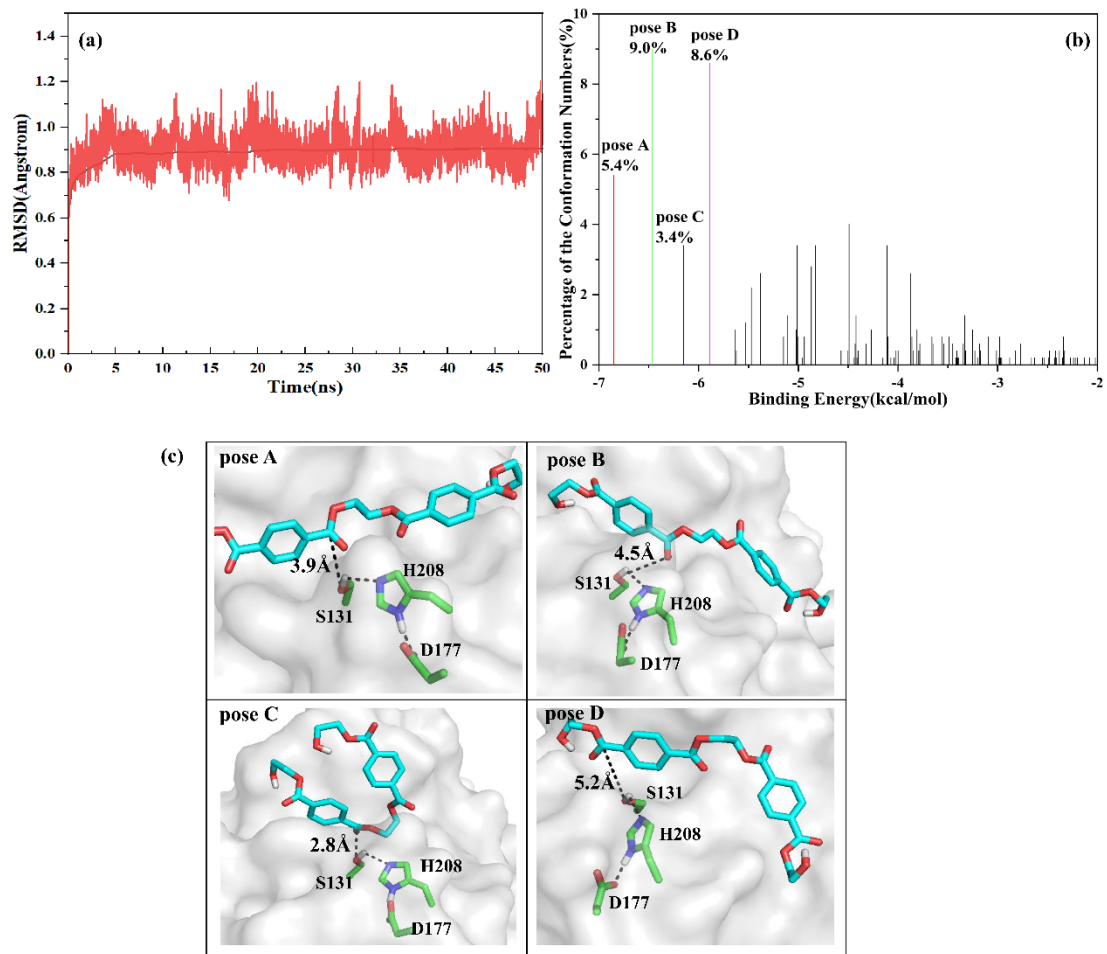 (a)
RMSD(Angstrom)
1.4
1.2
1.0
0.8
0.6
0.4
0.2
0.0
0 5 10 15 20 25 30 35 40 45 50
Time(ns)
(b)
Percentage of the Conformation Numbers(%)
10
8
6
4
2
0
pose B
9.0%
pose D
8.6%
pose A
5.4%
pose C
3.4%
-7 -6 -5 -4 -3 -2
Binding Energy(kcal/mol)
(c)
pose A
3.9Å
H208
S131
D177
pose B
4.5Å
S131
H208
D177
pose C
2.8Å
S131
H208
D177
pose D
5.2Å
S131
H208
D177